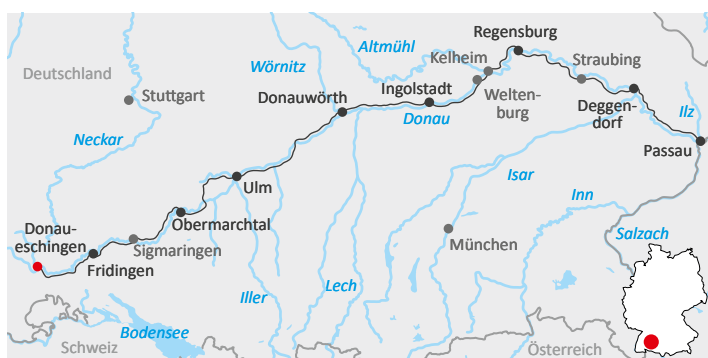 Regensburg
Altmühl
Kelheim
Straubing
Wörnitz
Deutschland
Ingolstadt
Stuttgart
Donauwörth
Donau
Welten-
burg
Deggen-
dorf
Ilz
Neckar
Passau
Ulm
Isar
Inn
Obermarchtal
Donau-
eschingen
Sigmaringen
München
Salzach
Fridingen
Iller
Lech
Bodensee
Schweiz
Österreich